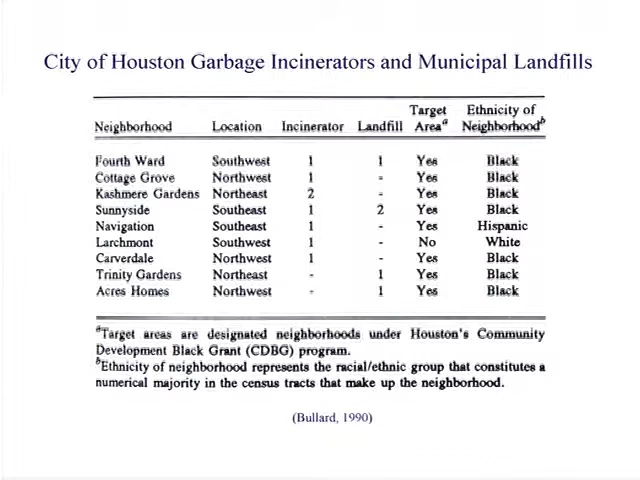 City of Houston Garbage Incinerators and Municipal Landfills
Target Ethnicity of
Neighborhood Location Incinerator Landfill Areaᵃ Neighborhoodᵇ
Fourth Ward Southwest 1 1 Yes Black
Cottage Grove Northwest 1 - Yes Black
Kashmere Gardens Northeast 2 - Yes Black
Sunnyside Southeast 1 2 Yes Black
Navigation Southeast 1 - Yes Hispanic
Larchmont Southwest 1 - No White
Carverdale Northwest 1 - Yes Black
Trinity Gardens Northeast - 1 Yes Black
Acres Homes Northwest - 1 Yes Black
ᵃTarget areas are designated neighborhoods under Houston's Community
Development Black Grant (CDBG) program.
ᵇEthnicity of neighborhood represents the racial/ethnic group that constitutes a
numerical majority in the census tracts that make up the neighborhood.
(Bullard, 1990)